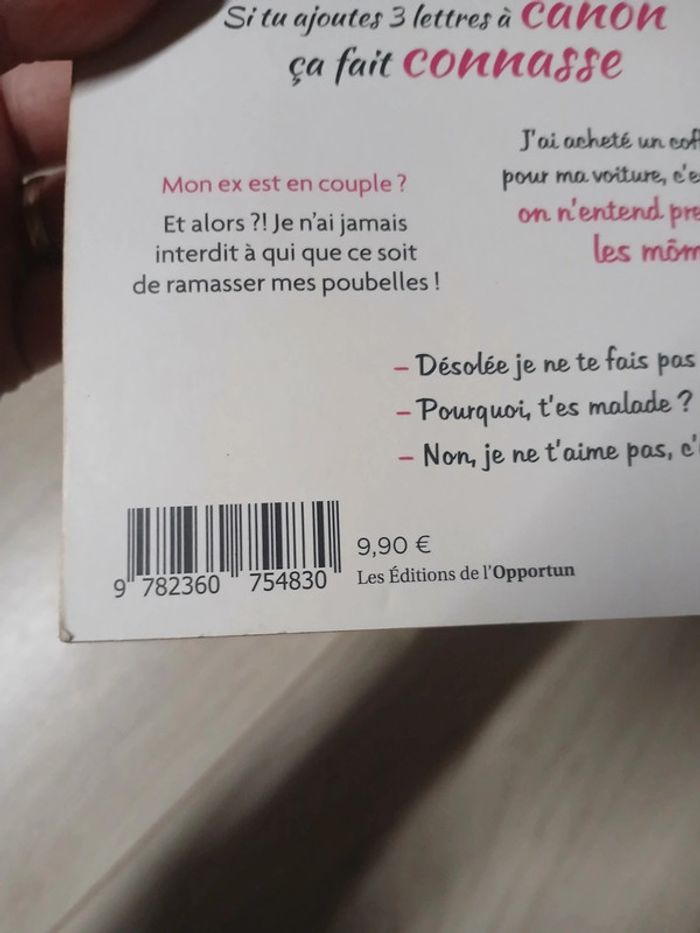 Si tu ajoutes 3 lettres à canon
ça fait connasse
Mon ex est en couple ?
Et alors ?! Je n'ai jamais
interdit à qui que ce soit
de ramasser mes poubelles !
J'ai acheté un
pour ma voiture,
on n'entend
les
– Désolée je ne te fais pas
– Pourquoi, t'es malade ?
– Non, je ne t'aime pas,
9 782360 754830
9,90 €
Les Éditions de l'Opportun